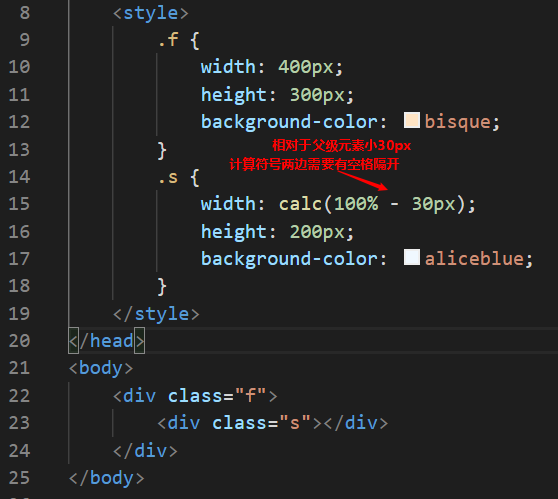 8 <style>
9 .f {
10 width: 400px;
11 height: 300px;
12 background-color: bisque;
13 }
相对于父级元素小30px
14 .s {
计算符号两边需要有空格隔开
15 width: calc(100% - 30px);
16 height: 200px;
17 background-color: aliceblue;
18 }
19 </style>
20 </head>
21 <body>
22 <div class="f">
23 <div class="s"></div>
24 </div>
25 </body>